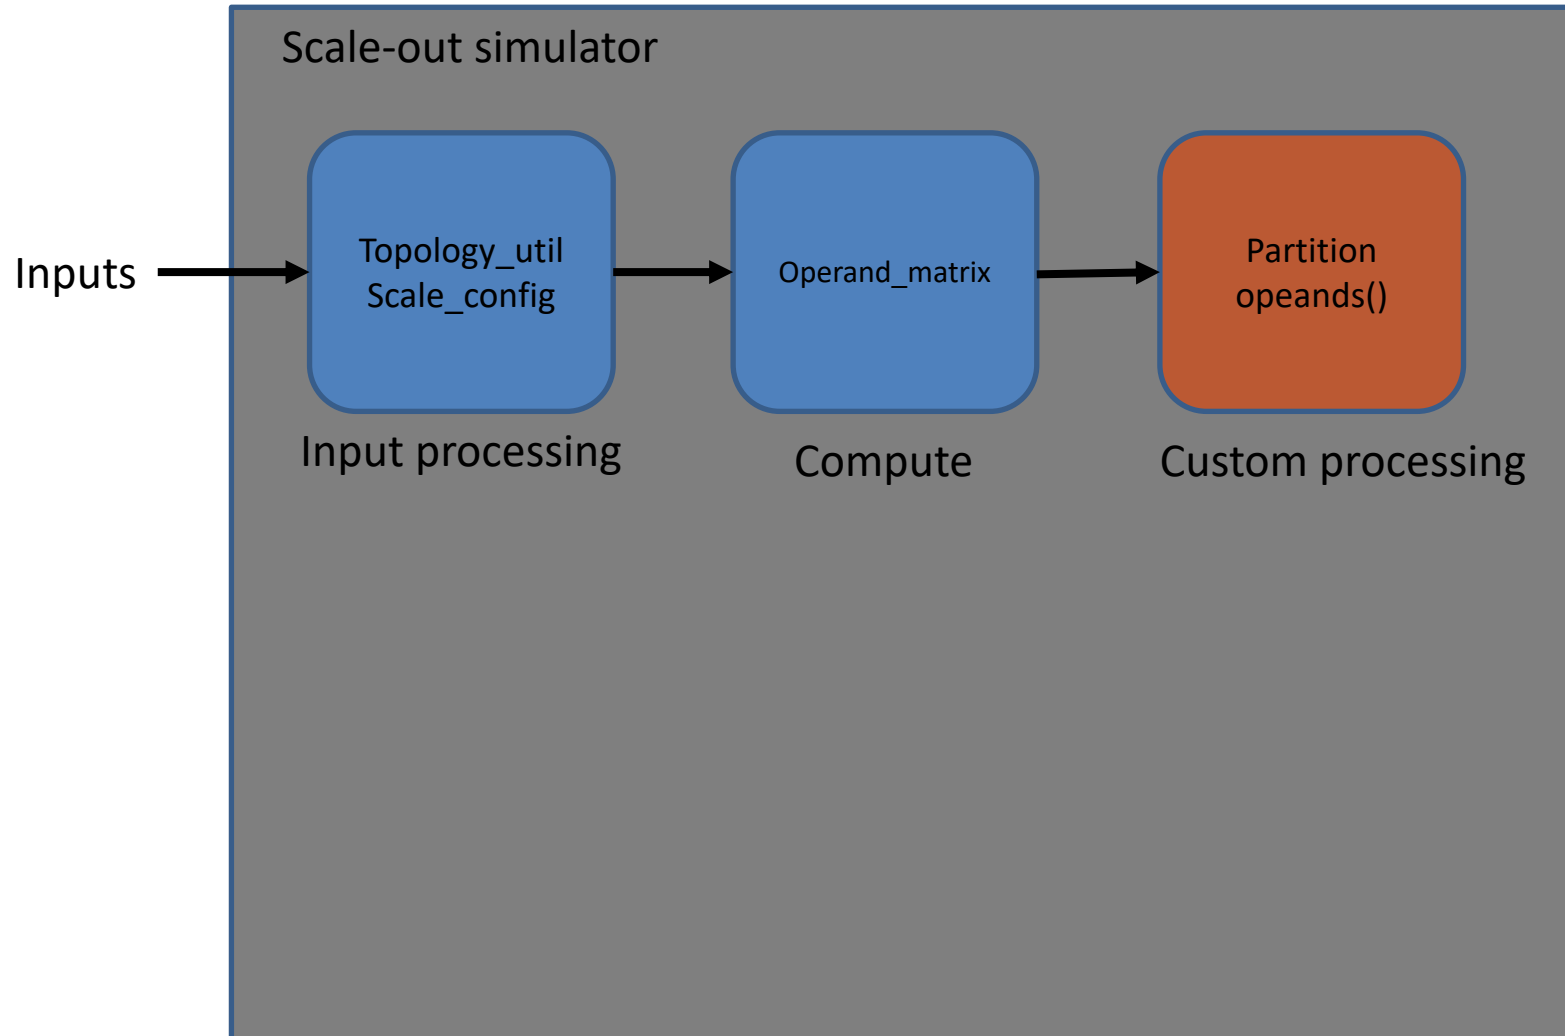 Scale-out simulator
Inputs
Topology_util
Scale_config
Operand_matrix
Partition
opeands()
Input processing
Compute
Custom processing